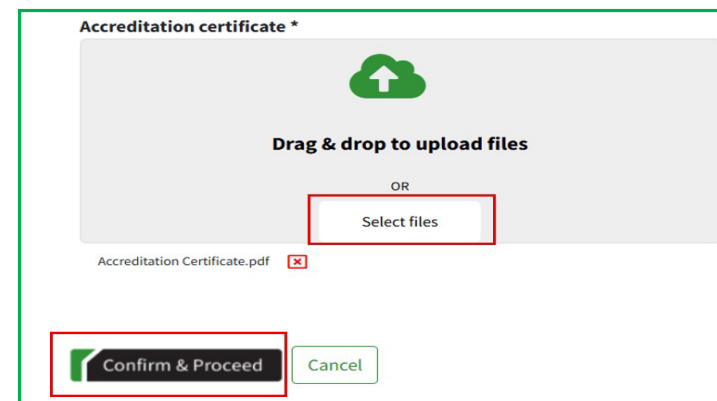 Accreditation certificate *
Drag & drop to upload files
OR
Select files
Accreditation Certificate.pdf
Confirm & Proceed
Cancel